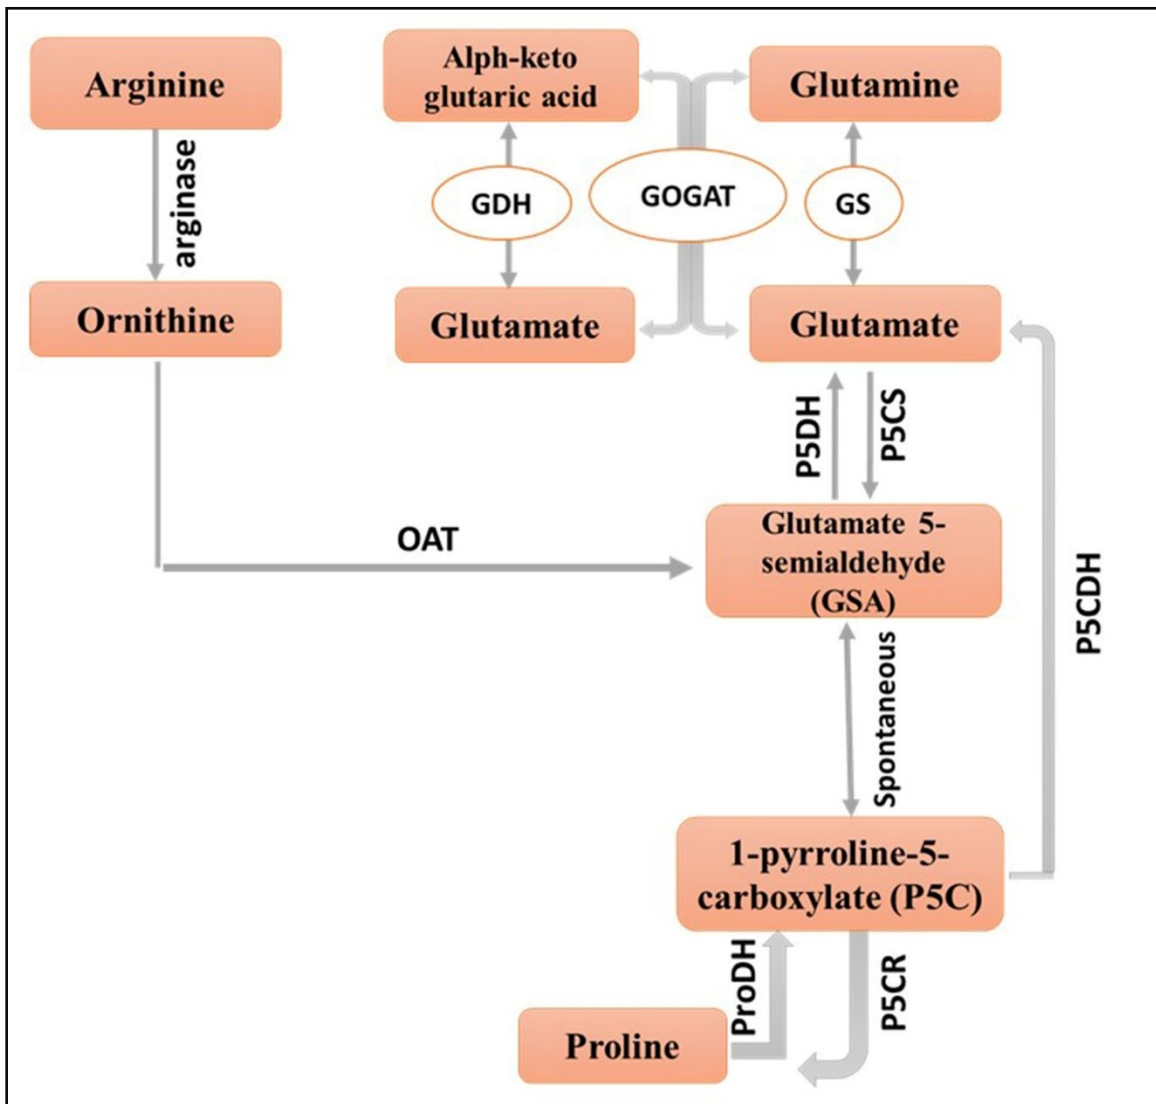 Arginine
Alph-keto
glutaric acid
Glutamine
arginase
GDH
GOGAT
GS
Ornithine
Glutamate
Glutamate
P5DH
P5CS
OAT
Glutamate 5-
semialdehyde
(GSA)
P5CDH
Spontaneous
1-pyrroline-5-
carboxylate (P5C)
ProDH
P5CR
Proline